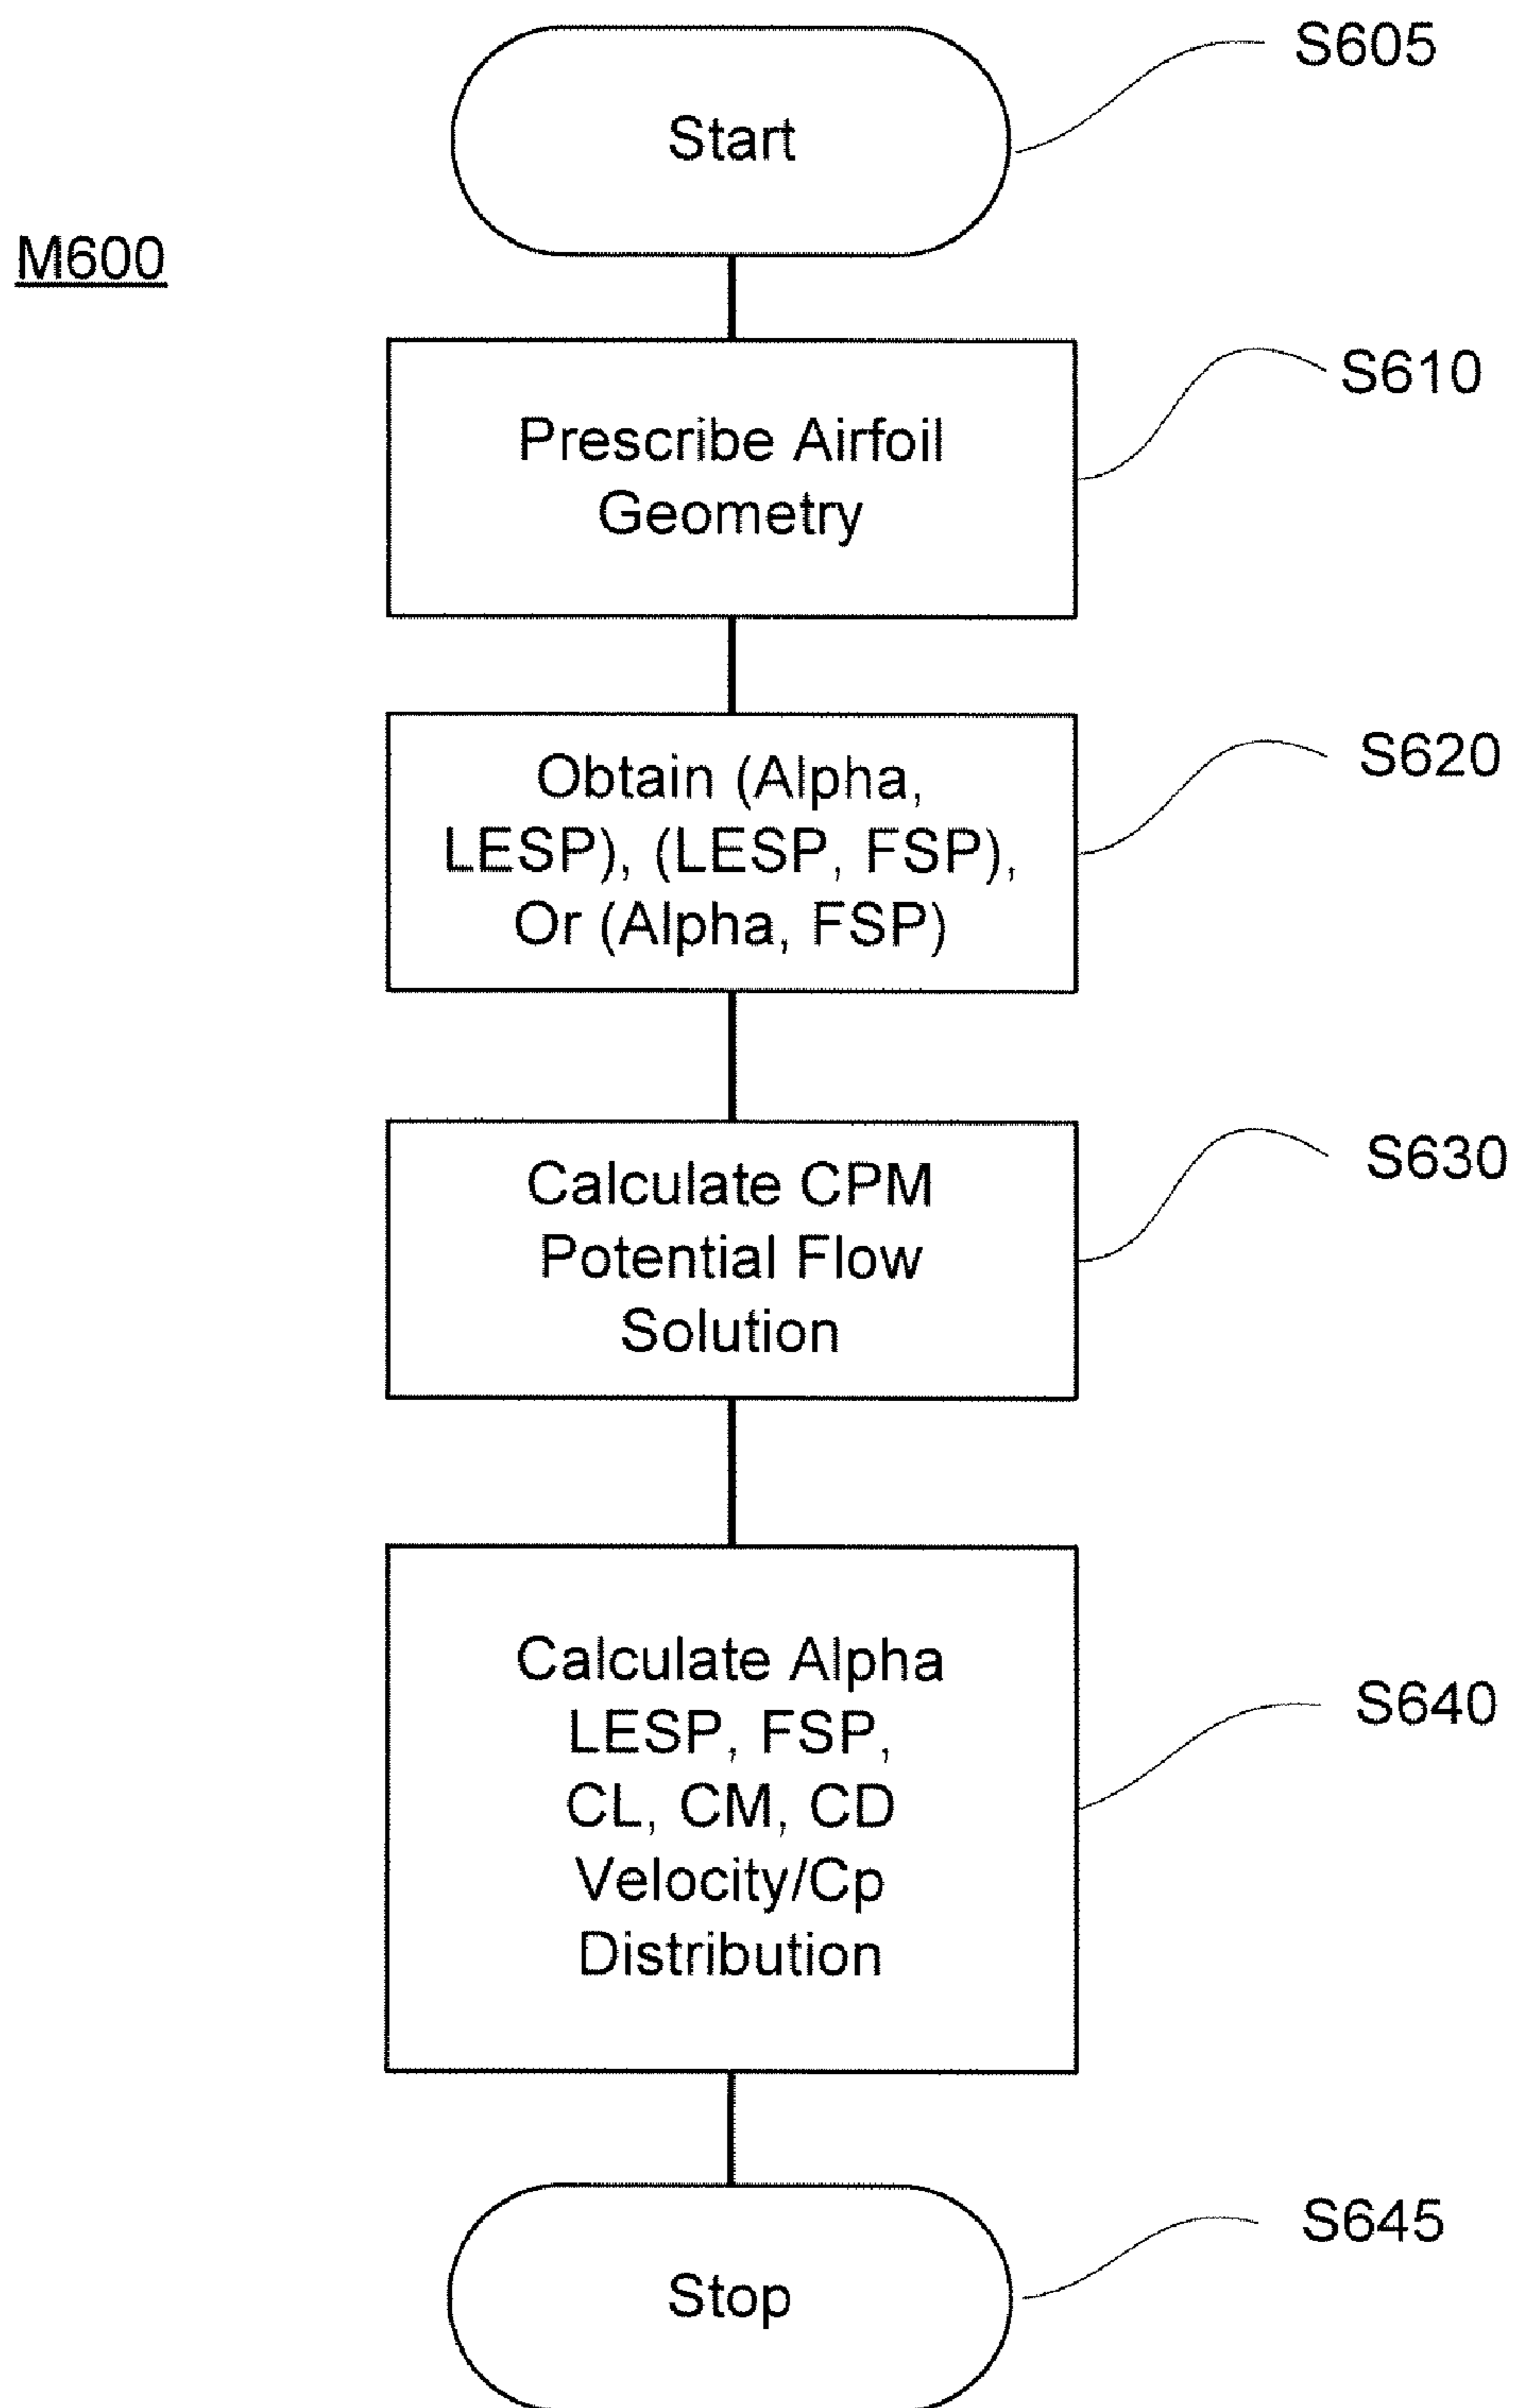 Start
S605
M600
Prescribe Airfoil
Geometry
S610
Obtain (Alpha,
LESP), (LESP, FSP),
Or (Alpha, FSP)
S620
Calculate CPM
Potential Flow
Solution
S630
Calculate Alpha
LESP, FSP,
CL, CM, CD
Velocity/Cp
Distribution
S640
Stop
S645